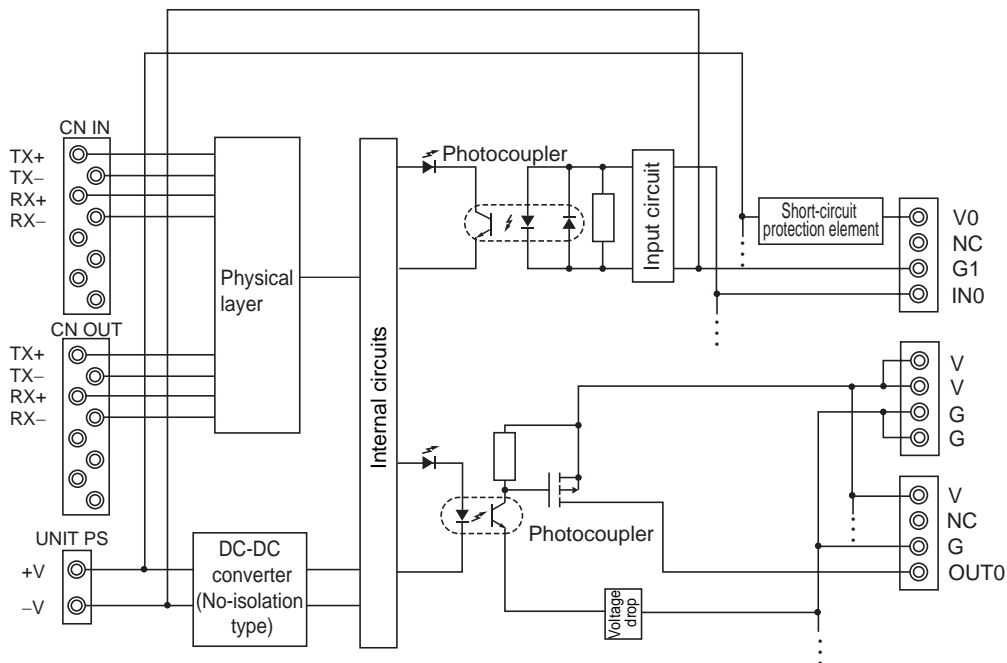 CN IN
TX+
TX−
RX+
RX−
CN OUT
TX+
TX−
RX+
RX−
UNIT PS
+V
−V
Physical
layer
DC-DC
converter
(No-isolation
type)
Internal circuits
Photocoupler
Input circuit
Short-circuit
protection element
V0
NC
G1
IN0
V
V
G
G
Photocoupler
Voltage
drop
V
NC
G
OUT0